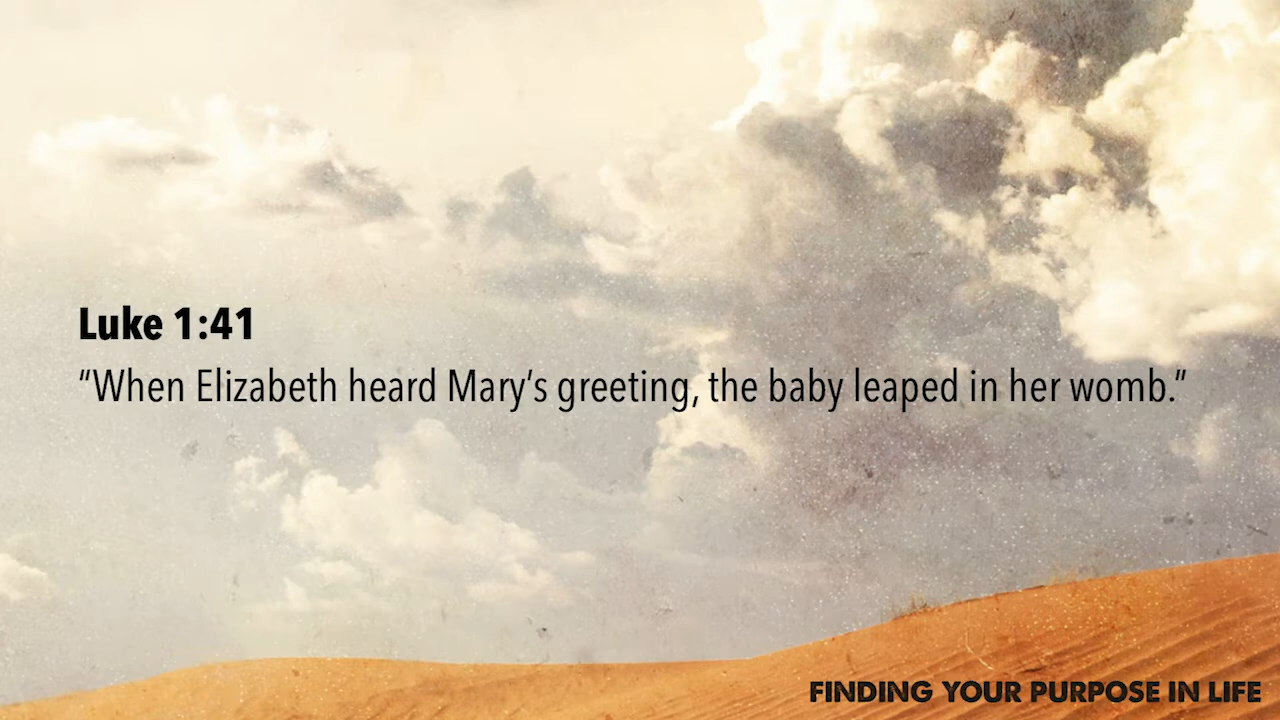 Luke 1:41
“When Elizabeth heard Mary’s greeting, the baby leaped in her womb.”
FINDING YOUR PURPOSE IN LIFE